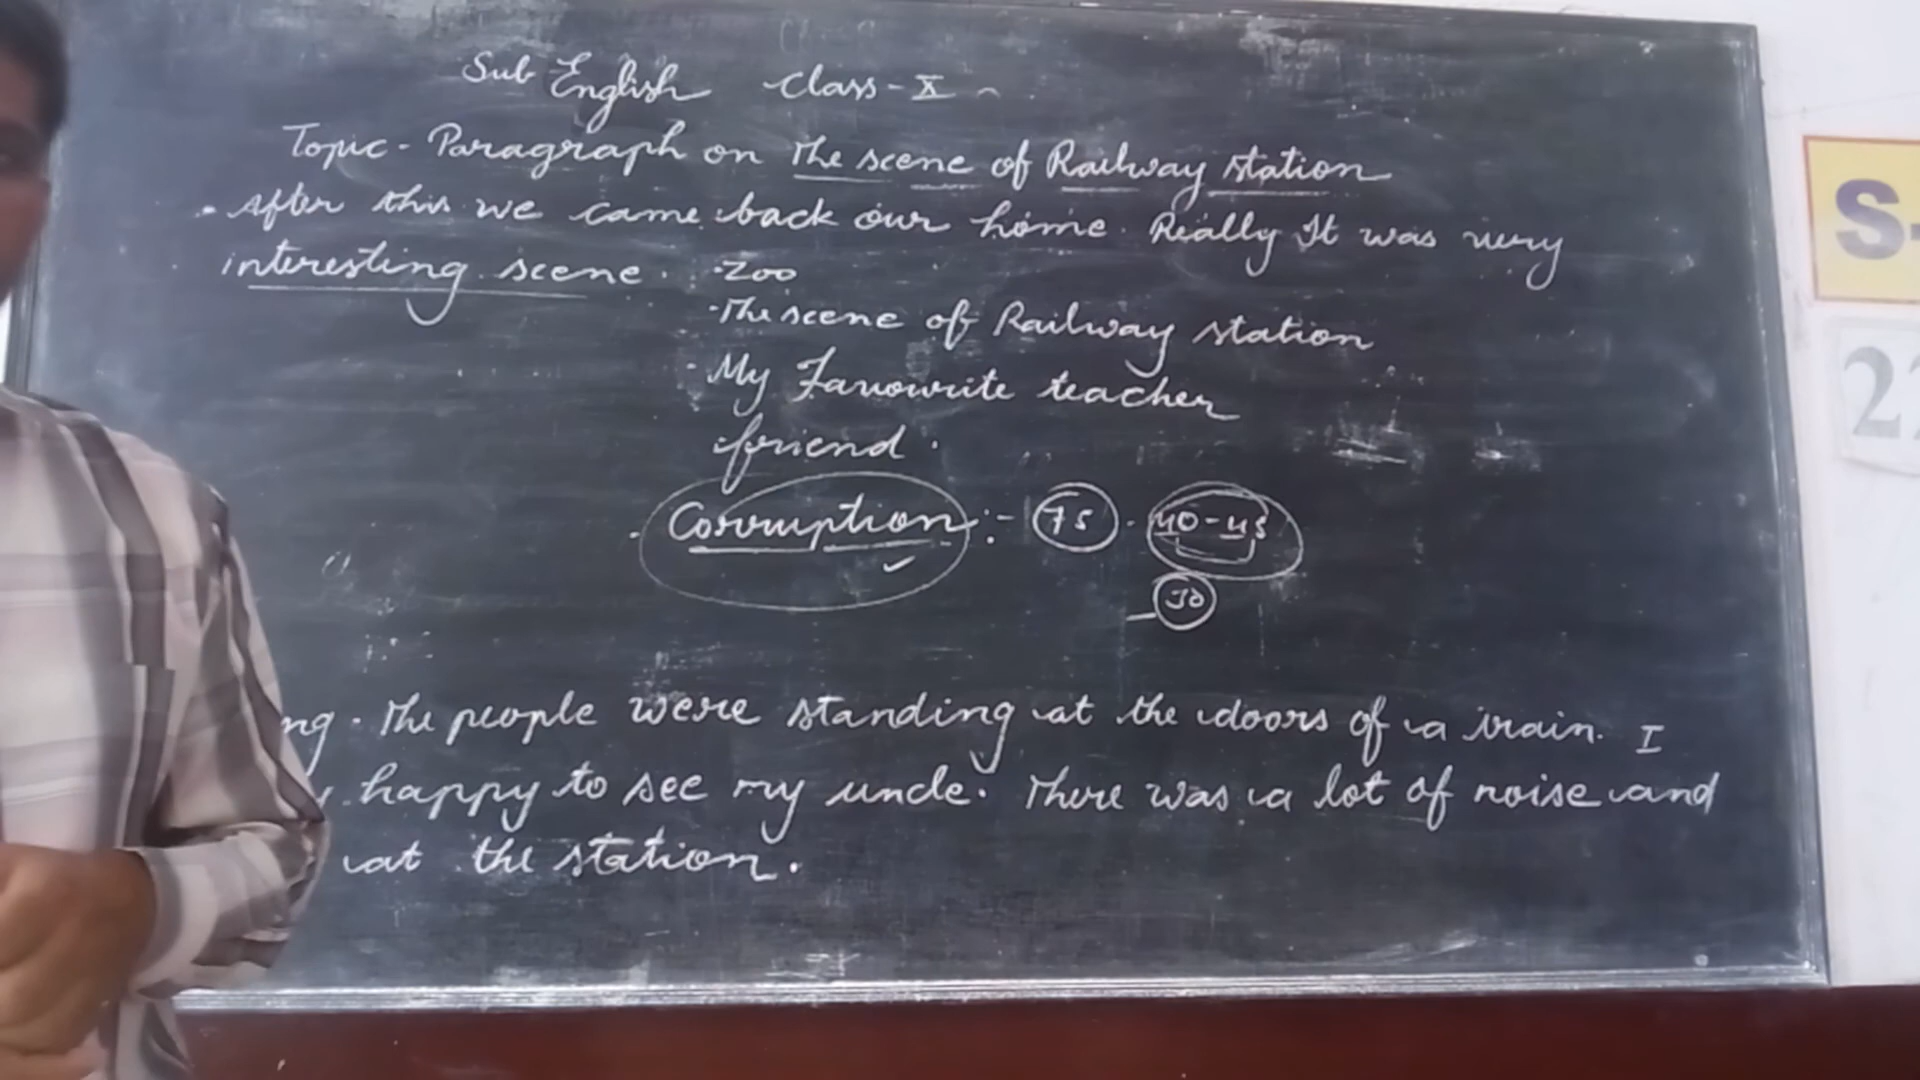 Sub English Class - X
Topic - Paragraph on the scene of Railway station
After this we came back our home. Really It was very
interesting scene. • Zoo
• The scene of Railway station
• My Favourite teacher
friend.
Corruption :- 75 . 40-45
30
ng. The people were standing at the doors of a train. I
happy to see my uncle. There was a lot of noise and
at the station.
S-
2